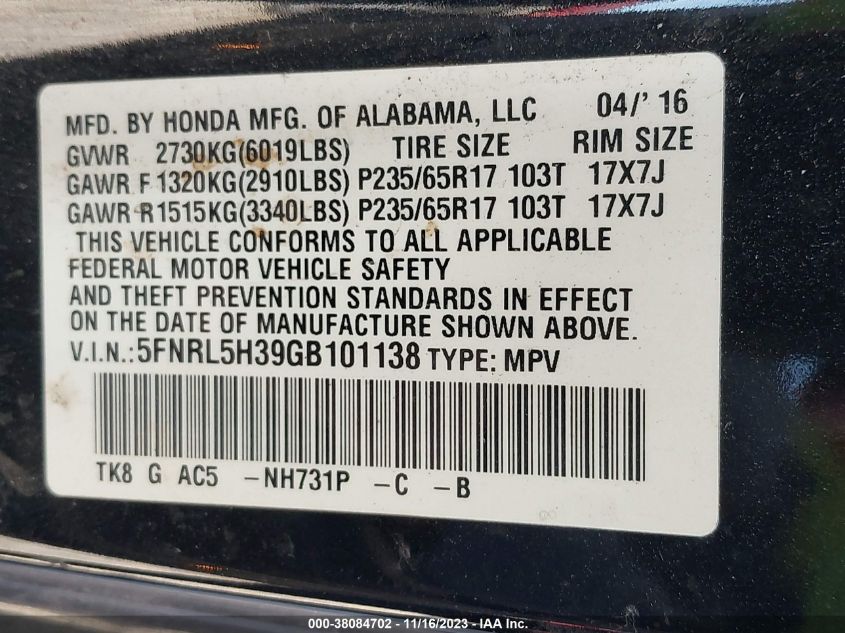 MFD. BY HONDA MFG. OF ALABAMA, LLC 04/' 16
GVWR 2730KG(6019LBS) TIRE SIZE RIM SIZE
GAWR F 1320KG(2910LBS) P235/65R17 103T 17X7J
GAWR R1515KG(3340LBS) P235/65R17 103T 17X7J
THIS VEHICLE CONFORMS TO ALL APPLICABLE
FEDERAL MOTOR VEHICLE SAFETY
AND THEFT PREVENTION STANDARDS IN EFFECT
ON THE DATE OF MANUFACTURE SHOWN ABOVE.
V.I.N.:5FNRL5H39GB101138 TYPE: MPV
TK8 G AC5 -NH731P -C -B
000-38084702 - 11/16/2023 - IAA Inc.